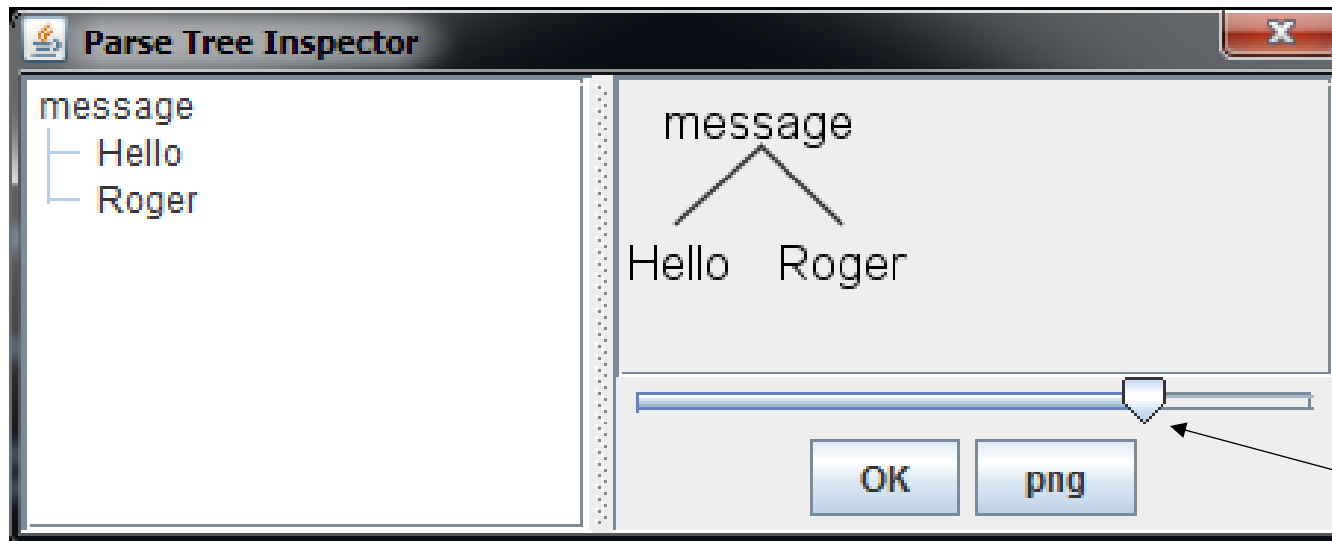 Parse Tree Inspector
message
Hello
Roger
message
Hello Roger
OK png